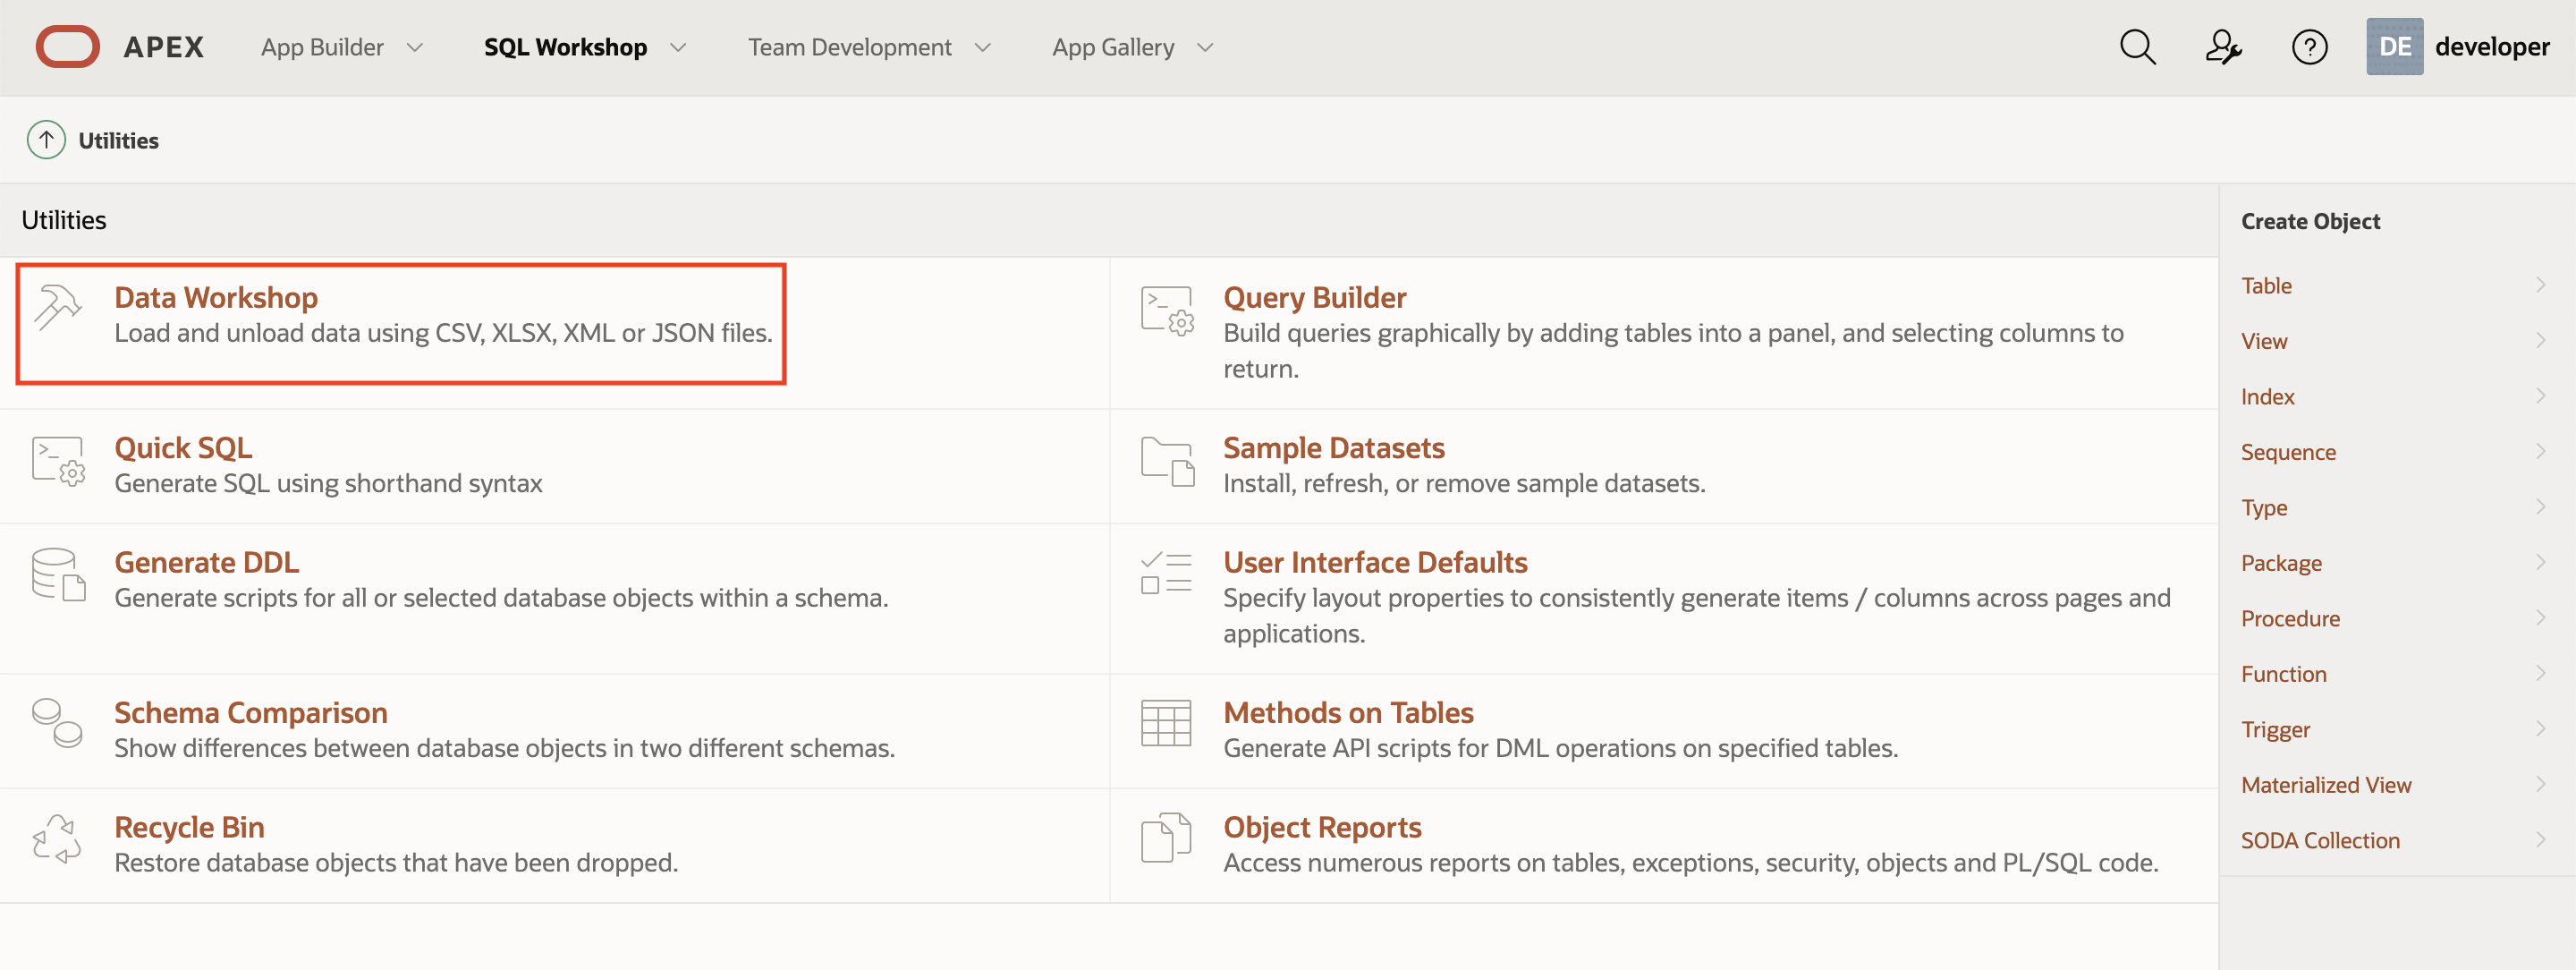 APEX App Builder SQL Workshop Team Development App Gallery DE developer
Utilities
Utilities
Data Workshop
Load and unload data using CSV, XLSX, XML or JSON files.
Query Builder
Build queries graphically by adding tables into a panel, and selecting columns to
return.
Quick SQL
Generate SQL using shorthand syntax
Sample Datasets
Install, refresh, or remove sample datasets.
Generate DDL
Generate scripts for all or selected database objects within a schema.
User Interface Defaults
Specify layout properties to consistently generate items / columns across pages and
applications.
Schema Comparison
Show differences between database objects in two different schemas.
Methods on Tables
Generate API scripts for DML operations on specified tables.
Recycle Bin
Restore database objects that have been dropped.
Object Reports
Access numerous reports on tables, exceptions, security, objects and PL/SQL code.
Create Object
Table
View
Index
Sequence
Type
Package
Procedure
Function
Trigger
Materialized View
SODA Collection